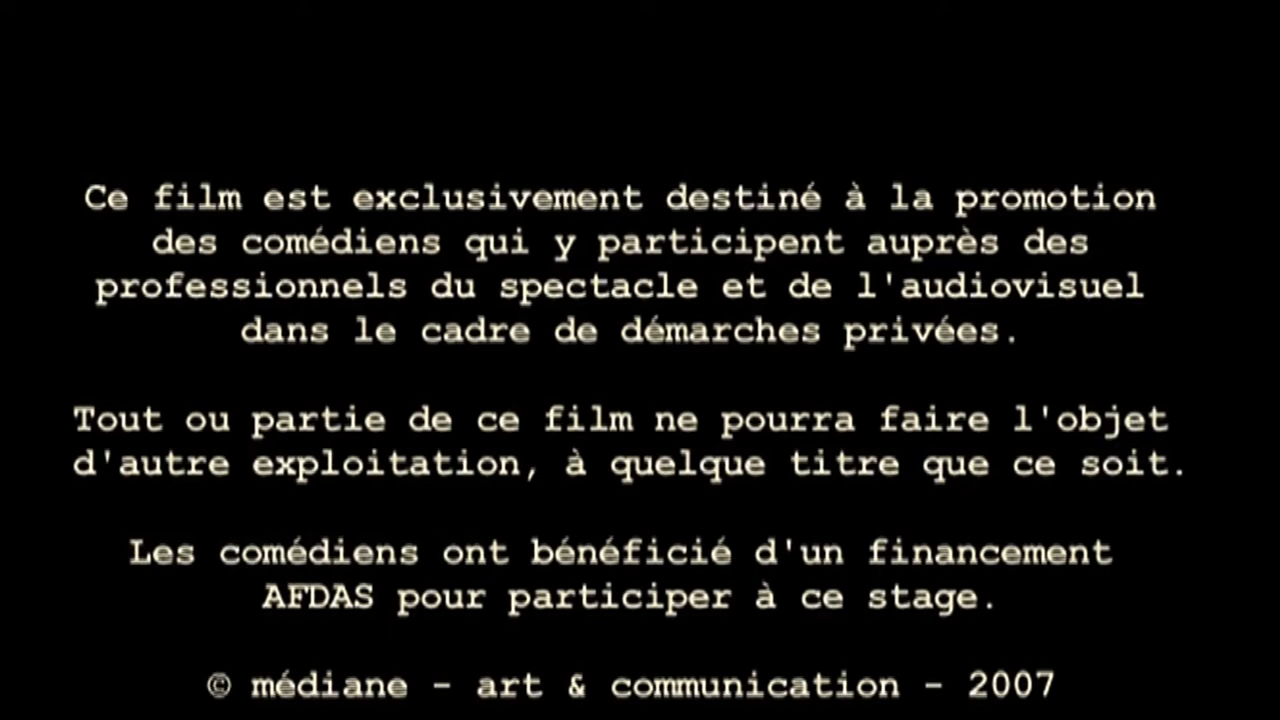 Ce film est exclusivement destiné à la promotion
des comédiens qui y participent auprès des
professionnels du spectacle et de l'audiovisuel
dans le cadre de démarches privées.
Tout ou partie de ce film ne pourra faire l'objet
d'autre exploitation, à quelque titre que ce soit.
Les comédiens ont bénéficié d'un financement
AFDAS pour participer à ce stage.
© médiane - art & communication - 2007